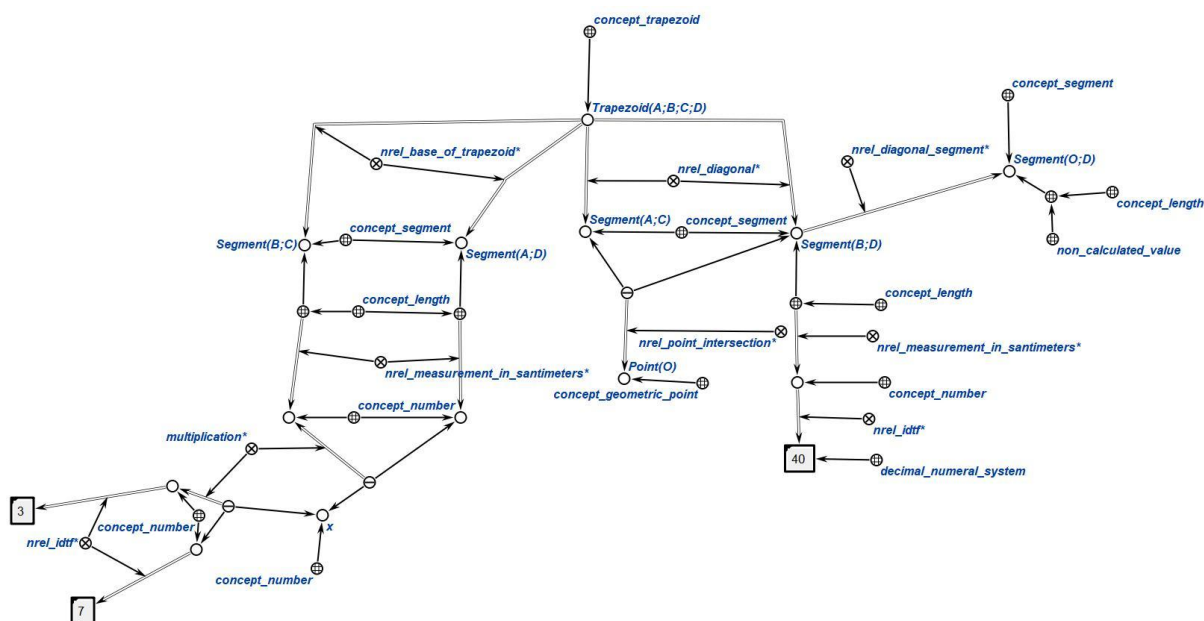 concept_trapezoid
concept_segment
Trapezoid(A;B;C;D)
nrel_base_of_trapezoid*
nrel_diagonal*
nrel_diagonal_segment*
Segment(O;D)
concept_length
non_calculated_value
Segment(B;C)
concept_segment
Segment(A;D)
Segment(A;C)
concept_segment
Segment(B;D)
concept_length
concept_length
nrel_point_intersection*
nrel_measurement_in_santimeters*
nrel_measurement_in_santimeters*
Point(O)
concept_geometric_point
concept_number
concept_number
nrel_idtf*
multiplication*
40
decimal_numeral_system
3
concept_number
nrel_idtf*
x
concept_number
7